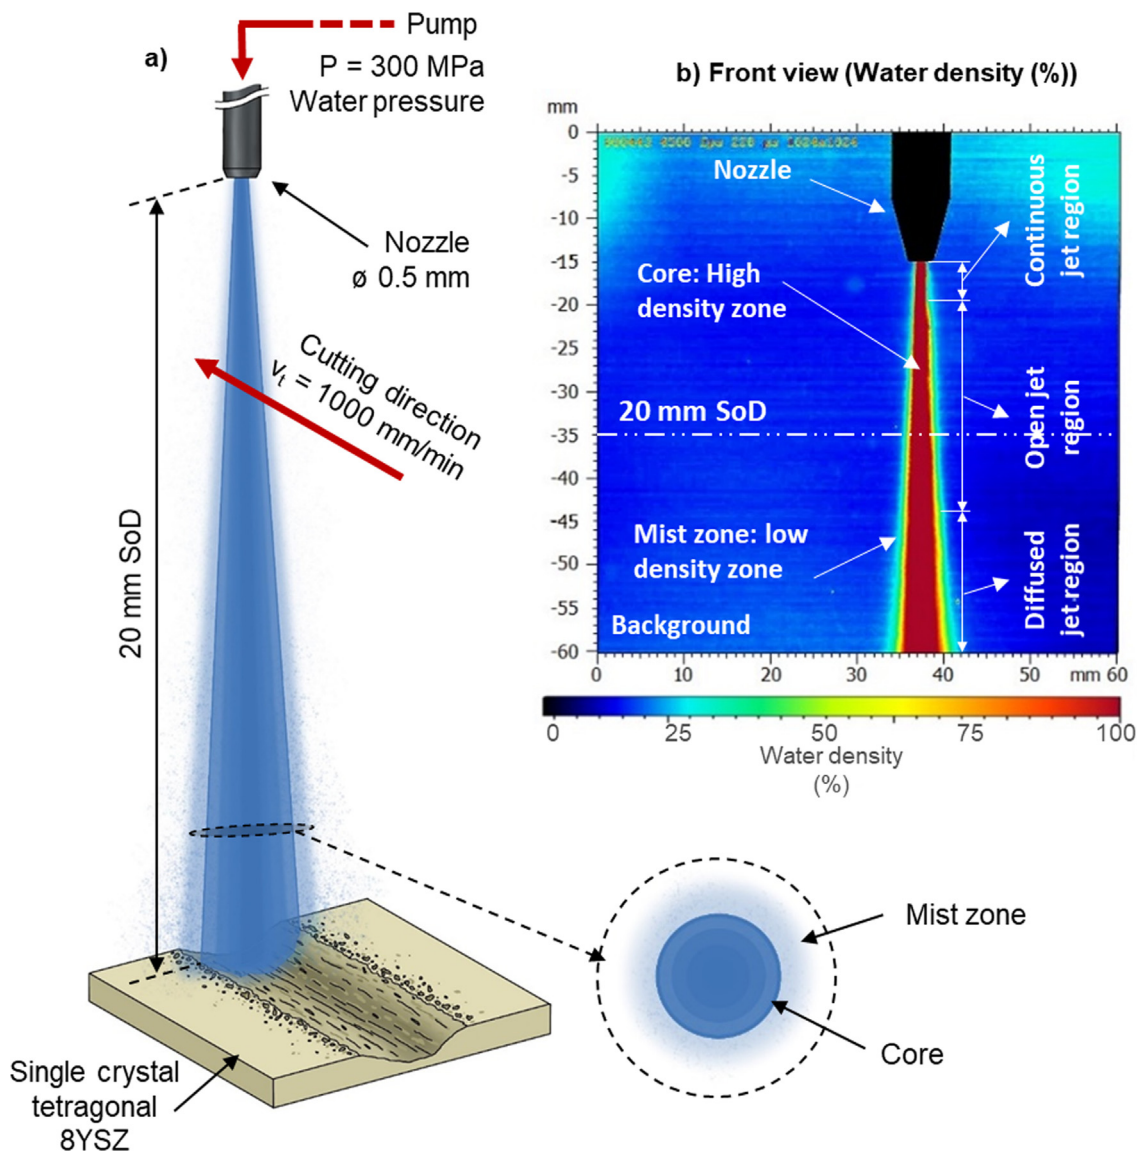 a)
Pump
P = 300 MPa
Water pressure
Nozzle
ø 0.5 mm
Cutting direction
vt = 1000 mm/min
20 mm SoD
Single crystal
tetragonal
8YSZ
b) Front view (Water density (%))
mm
0
-5
-10
-15
-20
-25
-30
-35
-40
-45
-50
-55
-60
Nozzle
Core: High
density zone
20 mm SoD
Mist zone: low
density zone
Background
Continuous
jet region
Open jet
region
Diffused
jet region
0 10 20 30 40 50 mm 60
0 25 50 75 100
Water density
(%)
Mist zone
Core